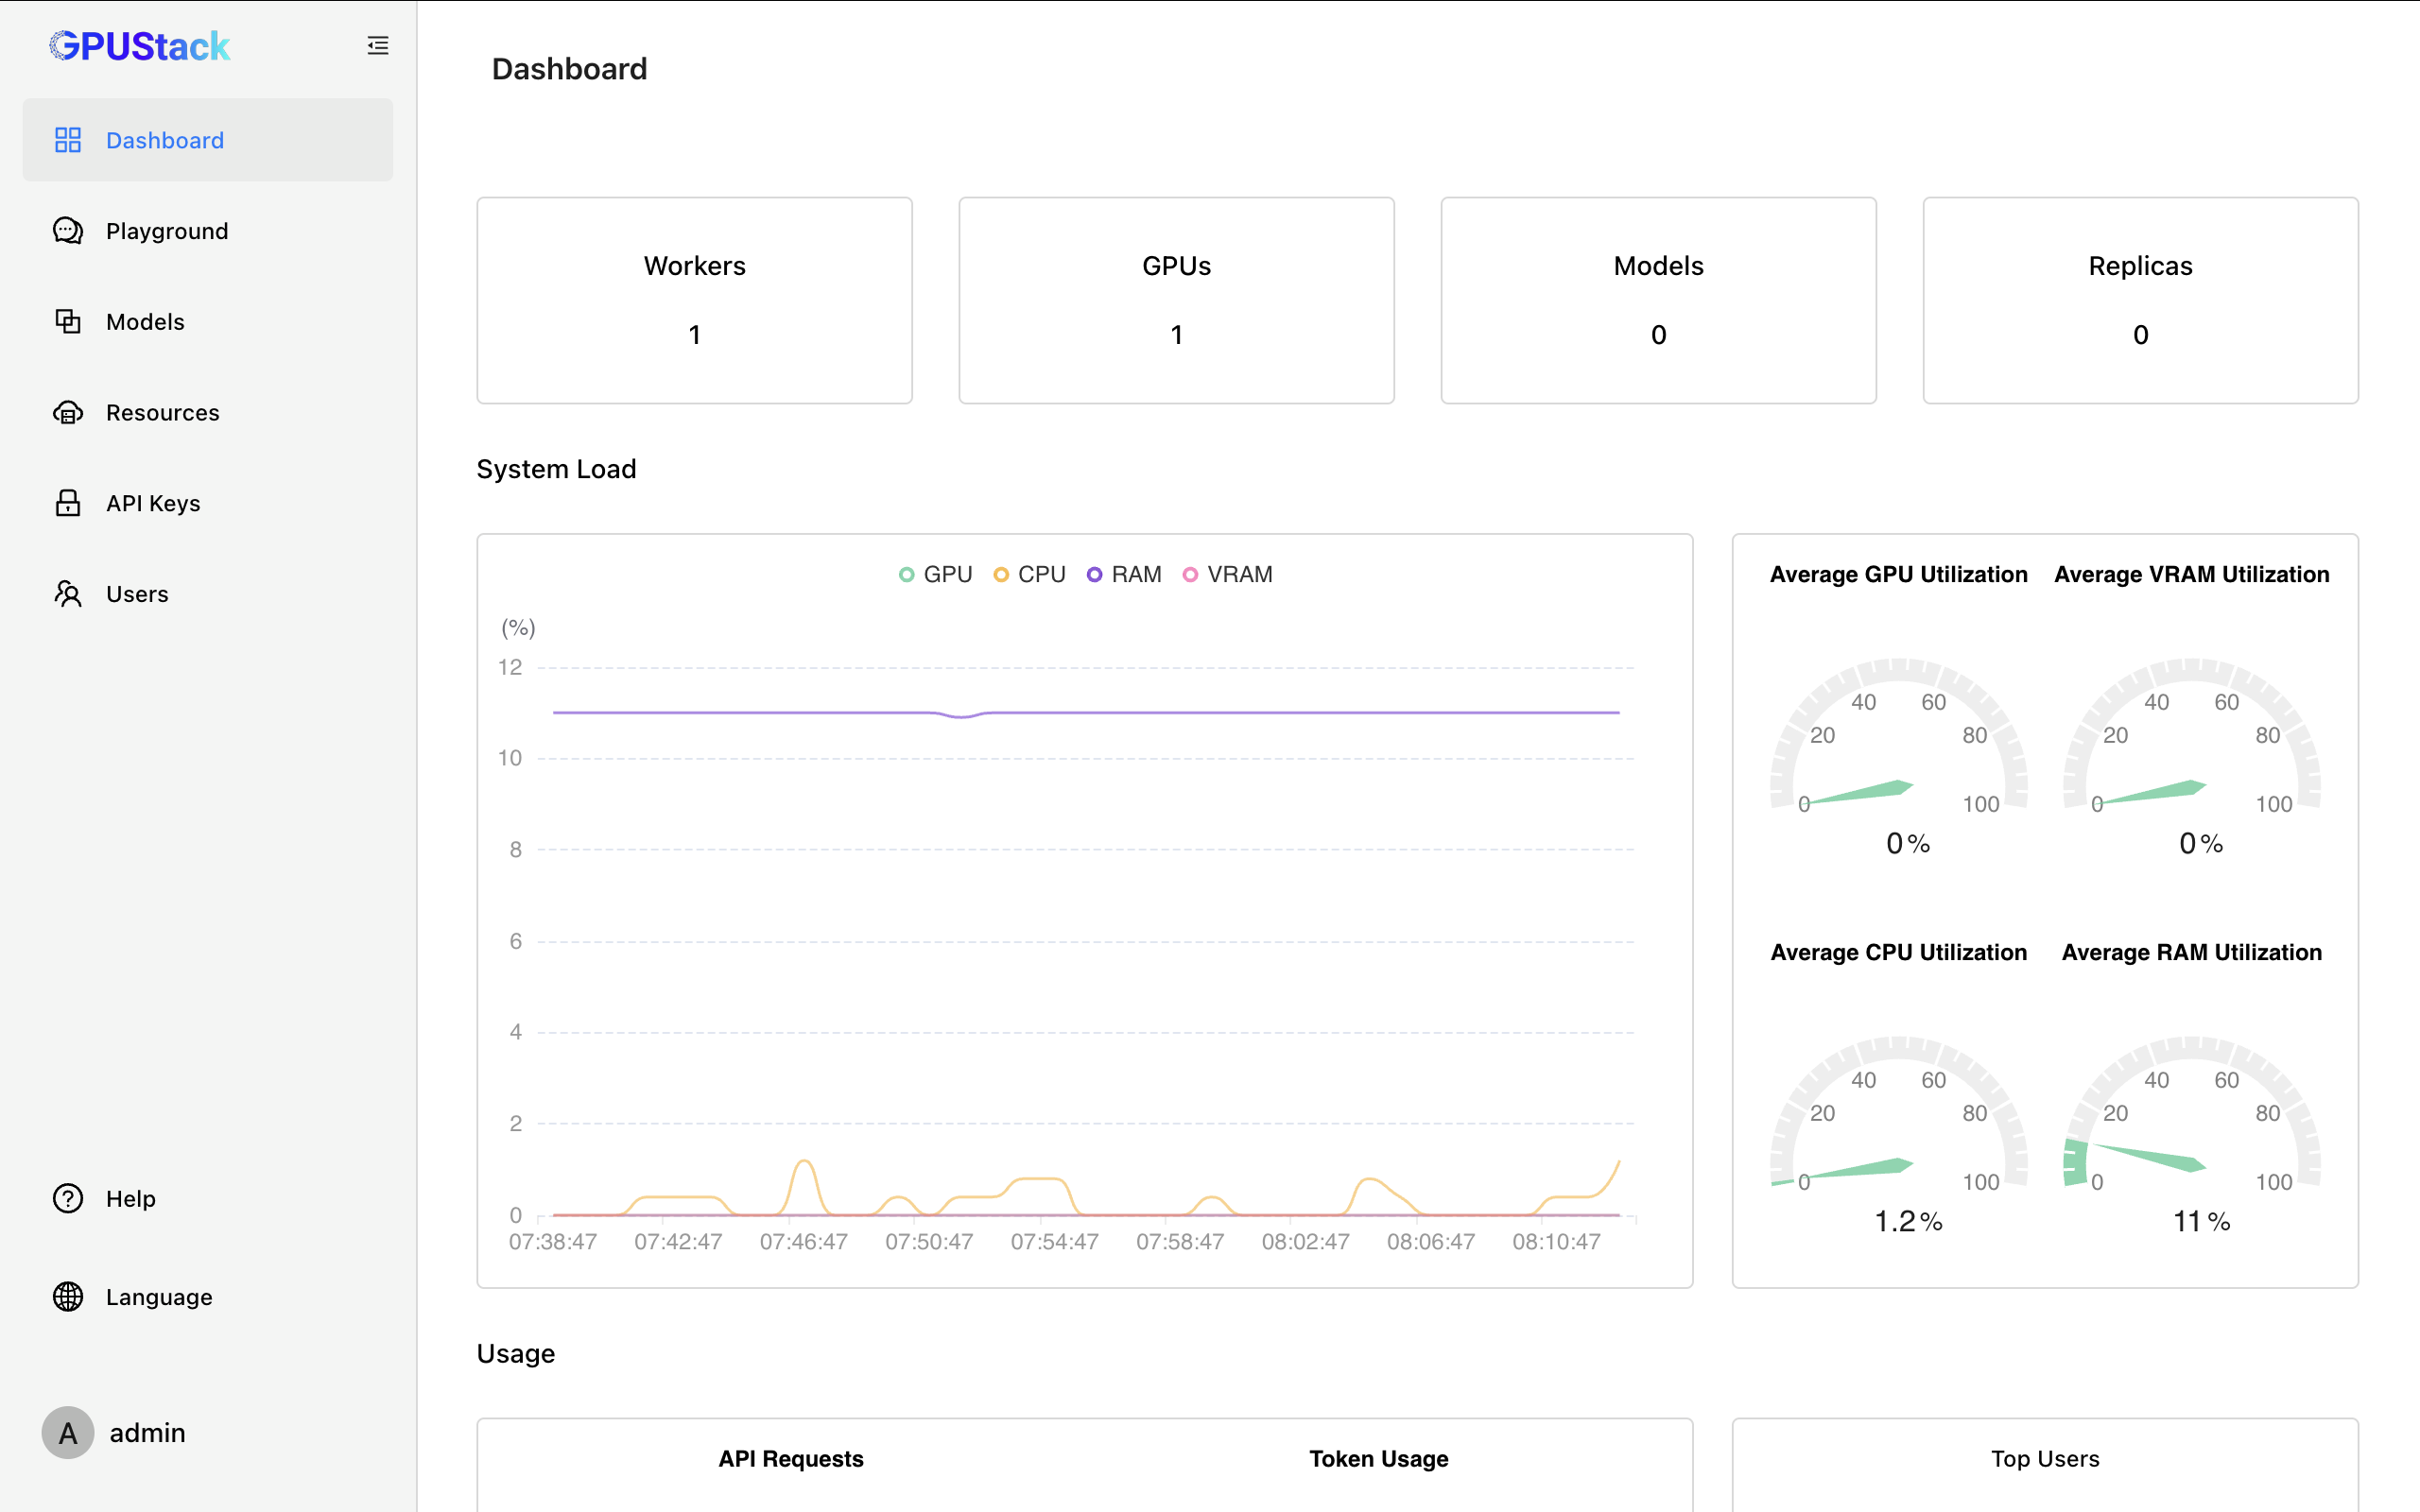 GPUStack
Dashboard
Playground
Models
Resources
API Keys
Users
Help
Language
A admin
Dashboard
Workers
1
GPUs
1
Models
0
Replicas
0
System Load
GPU CPU RAM VRAM
(%)
12
10
8
6
4
2
0
07:38:47 07:42:47 07:46:47 07:50:47 07:54:47 07:58:47 08:02:47 08:06:47 08:10:47
Average GPU Utilization
0 20 40 60 80 100
0 %
Average VRAM Utilization
0 20 40 60 80 100
0 %
Average CPU Utilization
0 20 40 60 80 100
1.2 %
Average RAM Utilization
0 20 40 60 80 100
11 %
Usage
API Requests
Token Usage
Top Users